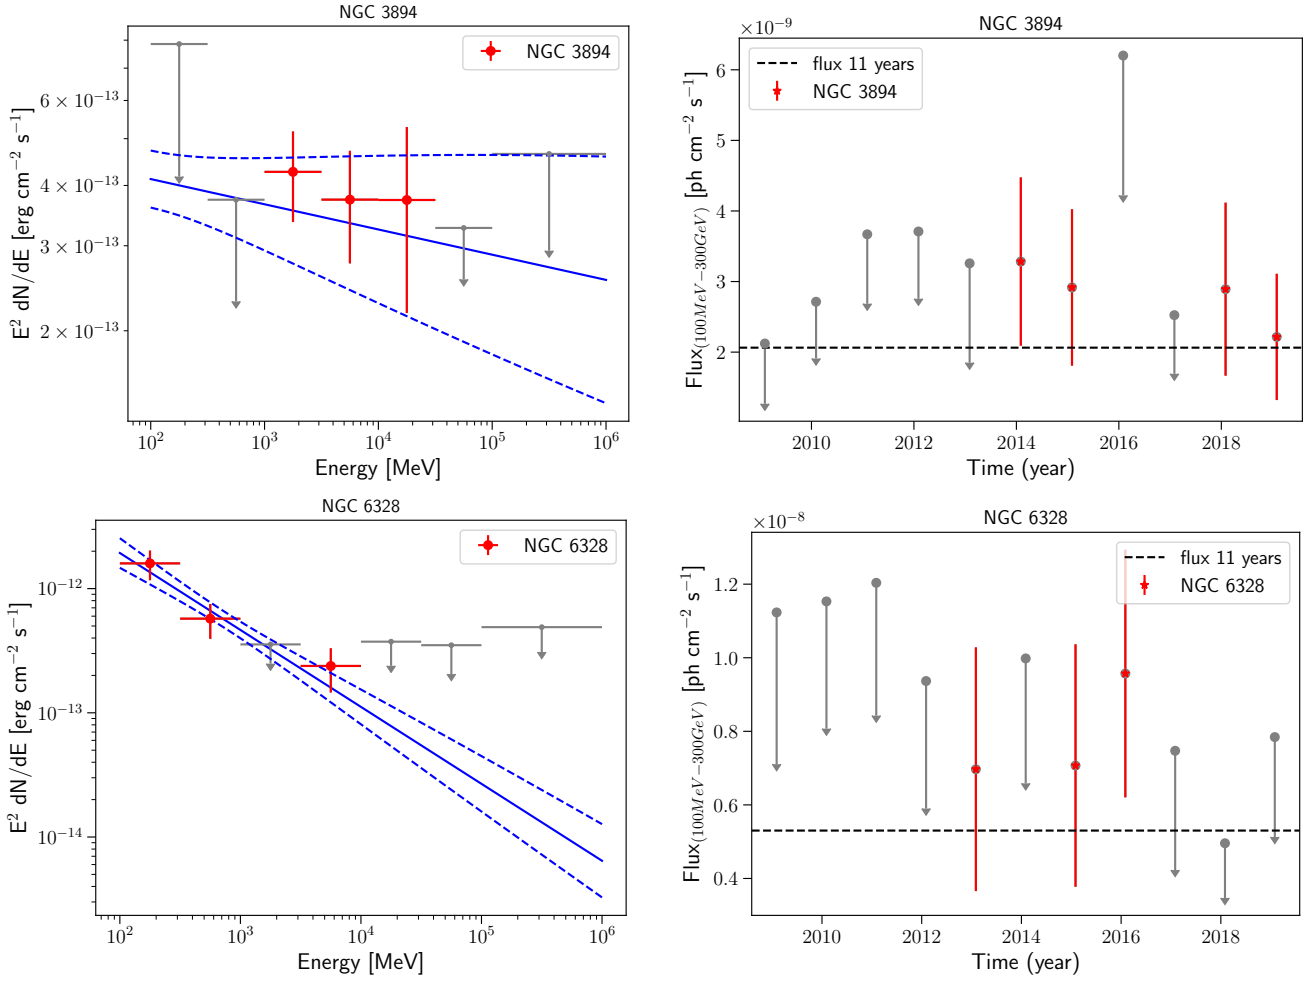 NGC 3894
E² dN/dE [erg cm⁻² s⁻¹]
6 × 10⁻¹³
4 × 10⁻¹³
3 × 10⁻¹³
2 × 10⁻¹³
NGC 3894
10² 10³ 10⁴ 10⁵ 10⁶
Energy [MeV]
NGC 3894
×10⁻⁹
Flux(100MeV−300GeV) [ph cm⁻² s⁻¹]
6
5
4
3
2
flux 11 years
NGC 3894
2010 2012 2014 2016 2018
Time (year)
NGC 6328
E² dN/dE [erg cm⁻² s⁻¹]
10⁻¹²
10⁻¹³
10⁻¹⁴
NGC 6328
10² 10³ 10⁴ 10⁵ 10⁶
Energy [MeV]
NGC 6328
×10⁻⁸
Flux(100MeV−300GeV) [ph cm⁻² s⁻¹]
1.2
1.0
0.8
0.6
0.4
flux 11 years
NGC 6328
2010 2012 2014 2016 2018
Time (year)